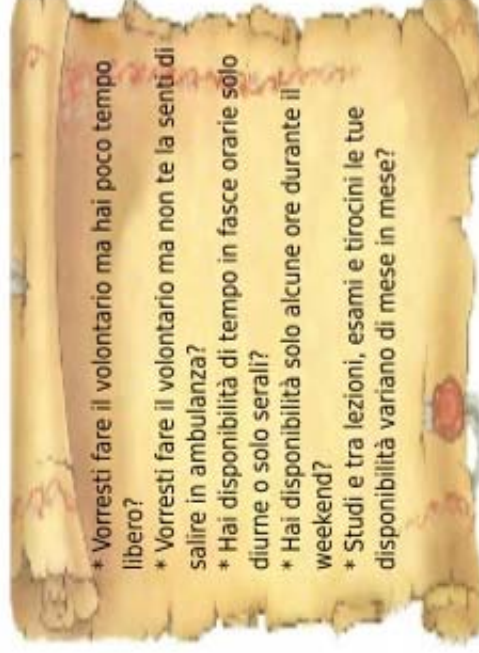 * Vorresti fare il volontario ma hai poco tempo
libero?
* Vorresti fare il volontario ma non te la senti di
salire in ambulanza?
* Hai disponibilità di tempo in fasce orarie solo
diurne o solo serali?
* Hai disponibilità solo alcune ore durante il
weekend?
* Studi e tra lezioni, esami e tirocini le tue
disponibilità variano di mese in mese?